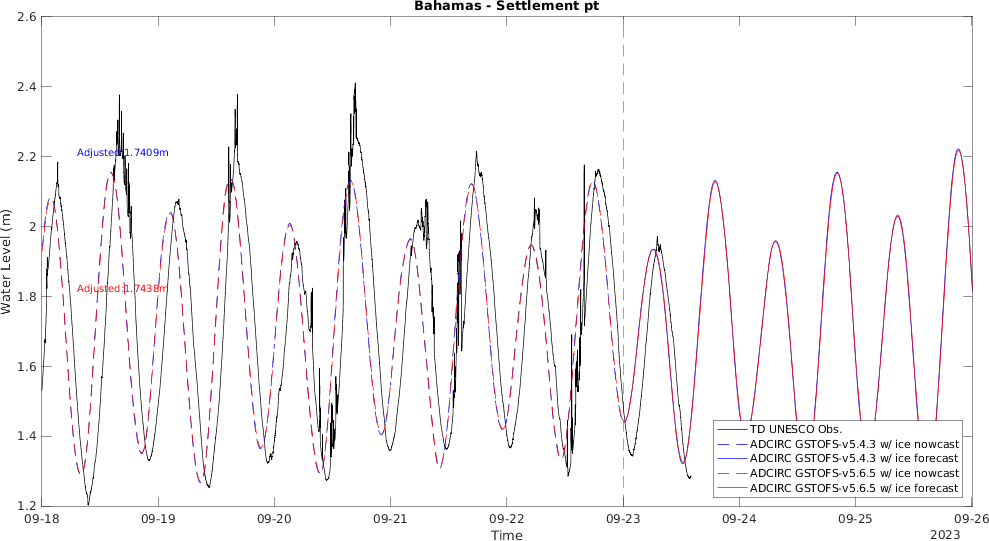 Bahamas - Settlement pt
2.6
2.4
2.2
2
1.8
1.6
1.4
1.2
Water Level (m)
Adjusted:1.7409m
Adjusted:1.7438m
TD UNESCO Obs.
ADCIRC GSTOFS-v5.4.3 w/ ice nowcast
ADCIRC GSTOFS-v5.4.3 w/ ice forecast
ADCIRC GSTOFS-v5.6.5 w/ ice nowcast
ADCIRC GSTOFS-v5.6.5 w/ ice forecast
09-18 09-19 09-20 09-21 09-22 09-23 09-24 09-25 09-26
Time
2023